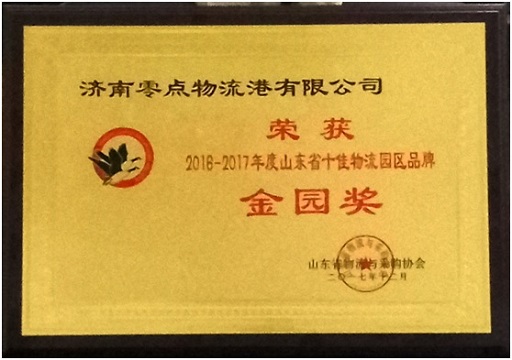 济南零点物流港有限公司
荣获
2016-2017年度山东省十佳物流园区品牌
金园奖
山东省物流与采购协会
二〇一七年十二月